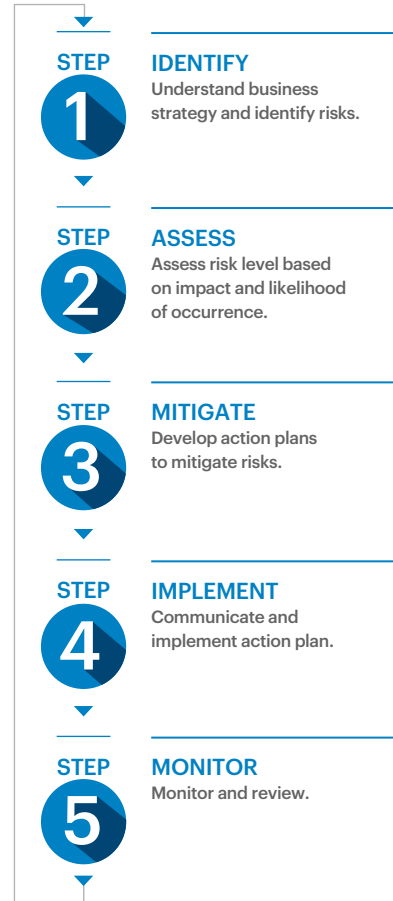 STEP
1
IDENTIFY
Understand business
strategy and identify risks.
STEP
2
ASSESS
Assess risk level based
on impact and likelihood
of occurrence.
STEP
3
MITIGATE
Develop action plans
to mitigate risks.
STEP
4
IMPLEMENT
Communicate and
implement action plan.
STEP
5
MONITOR
Monitor and review.